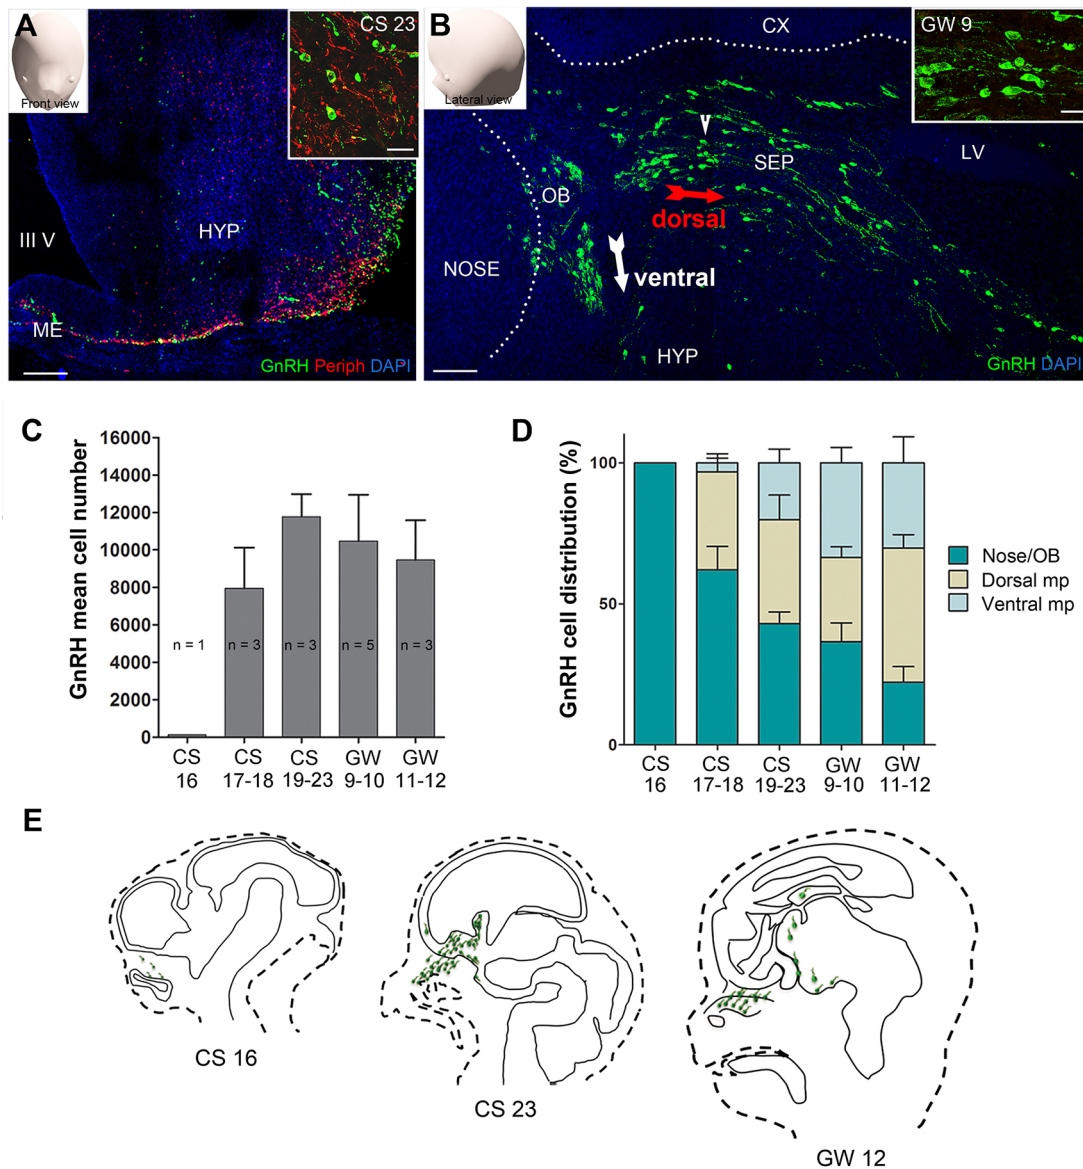 A
CS 23
Front view
HYP
III V
ME
GnRH Periph DAPI
B
CX
GW 9
Lateral view
LV
SEP
OB
dorsal
NOSE
ventral
HYP
GnRH DAPI
C
GnRH mean cell number
16000
14000
12000
10000
8000
6000
4000
2000
0
n = 1
n = 3
n = 3
n = 5
n = 3
CS
16
CS
17-18
CS
19-23
GW
9-10
GW
11-12
D
GnRH cell distribution (%)
100
50
0
CS
16
CS
17-18
CS
19-23
GW
9-10
GW
11-12
Nose/OB
Dorsal mp
Ventral mp
E
CS 16
CS 23
GW 12